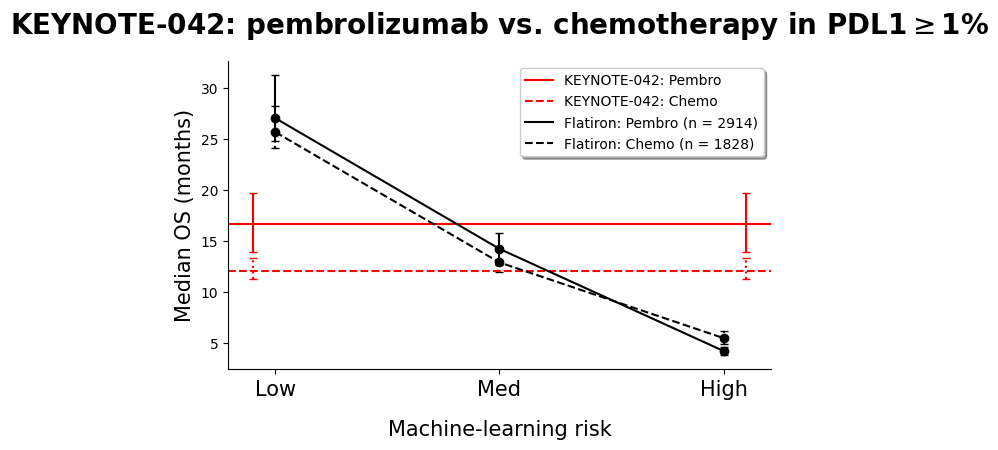 KEYNOTE-042: pembrolizumab vs. chemotherapy in PDL1 ≥ 1%
KEYNOTE-042: Pembro
KEYNOTE-042: Chemo
Flatiron: Pembro (n = 2914)
Flatiron: Chemo (n = 1828)
Median OS (months)
30
25
20
15
10
5
Low Med High
Machine-learning risk